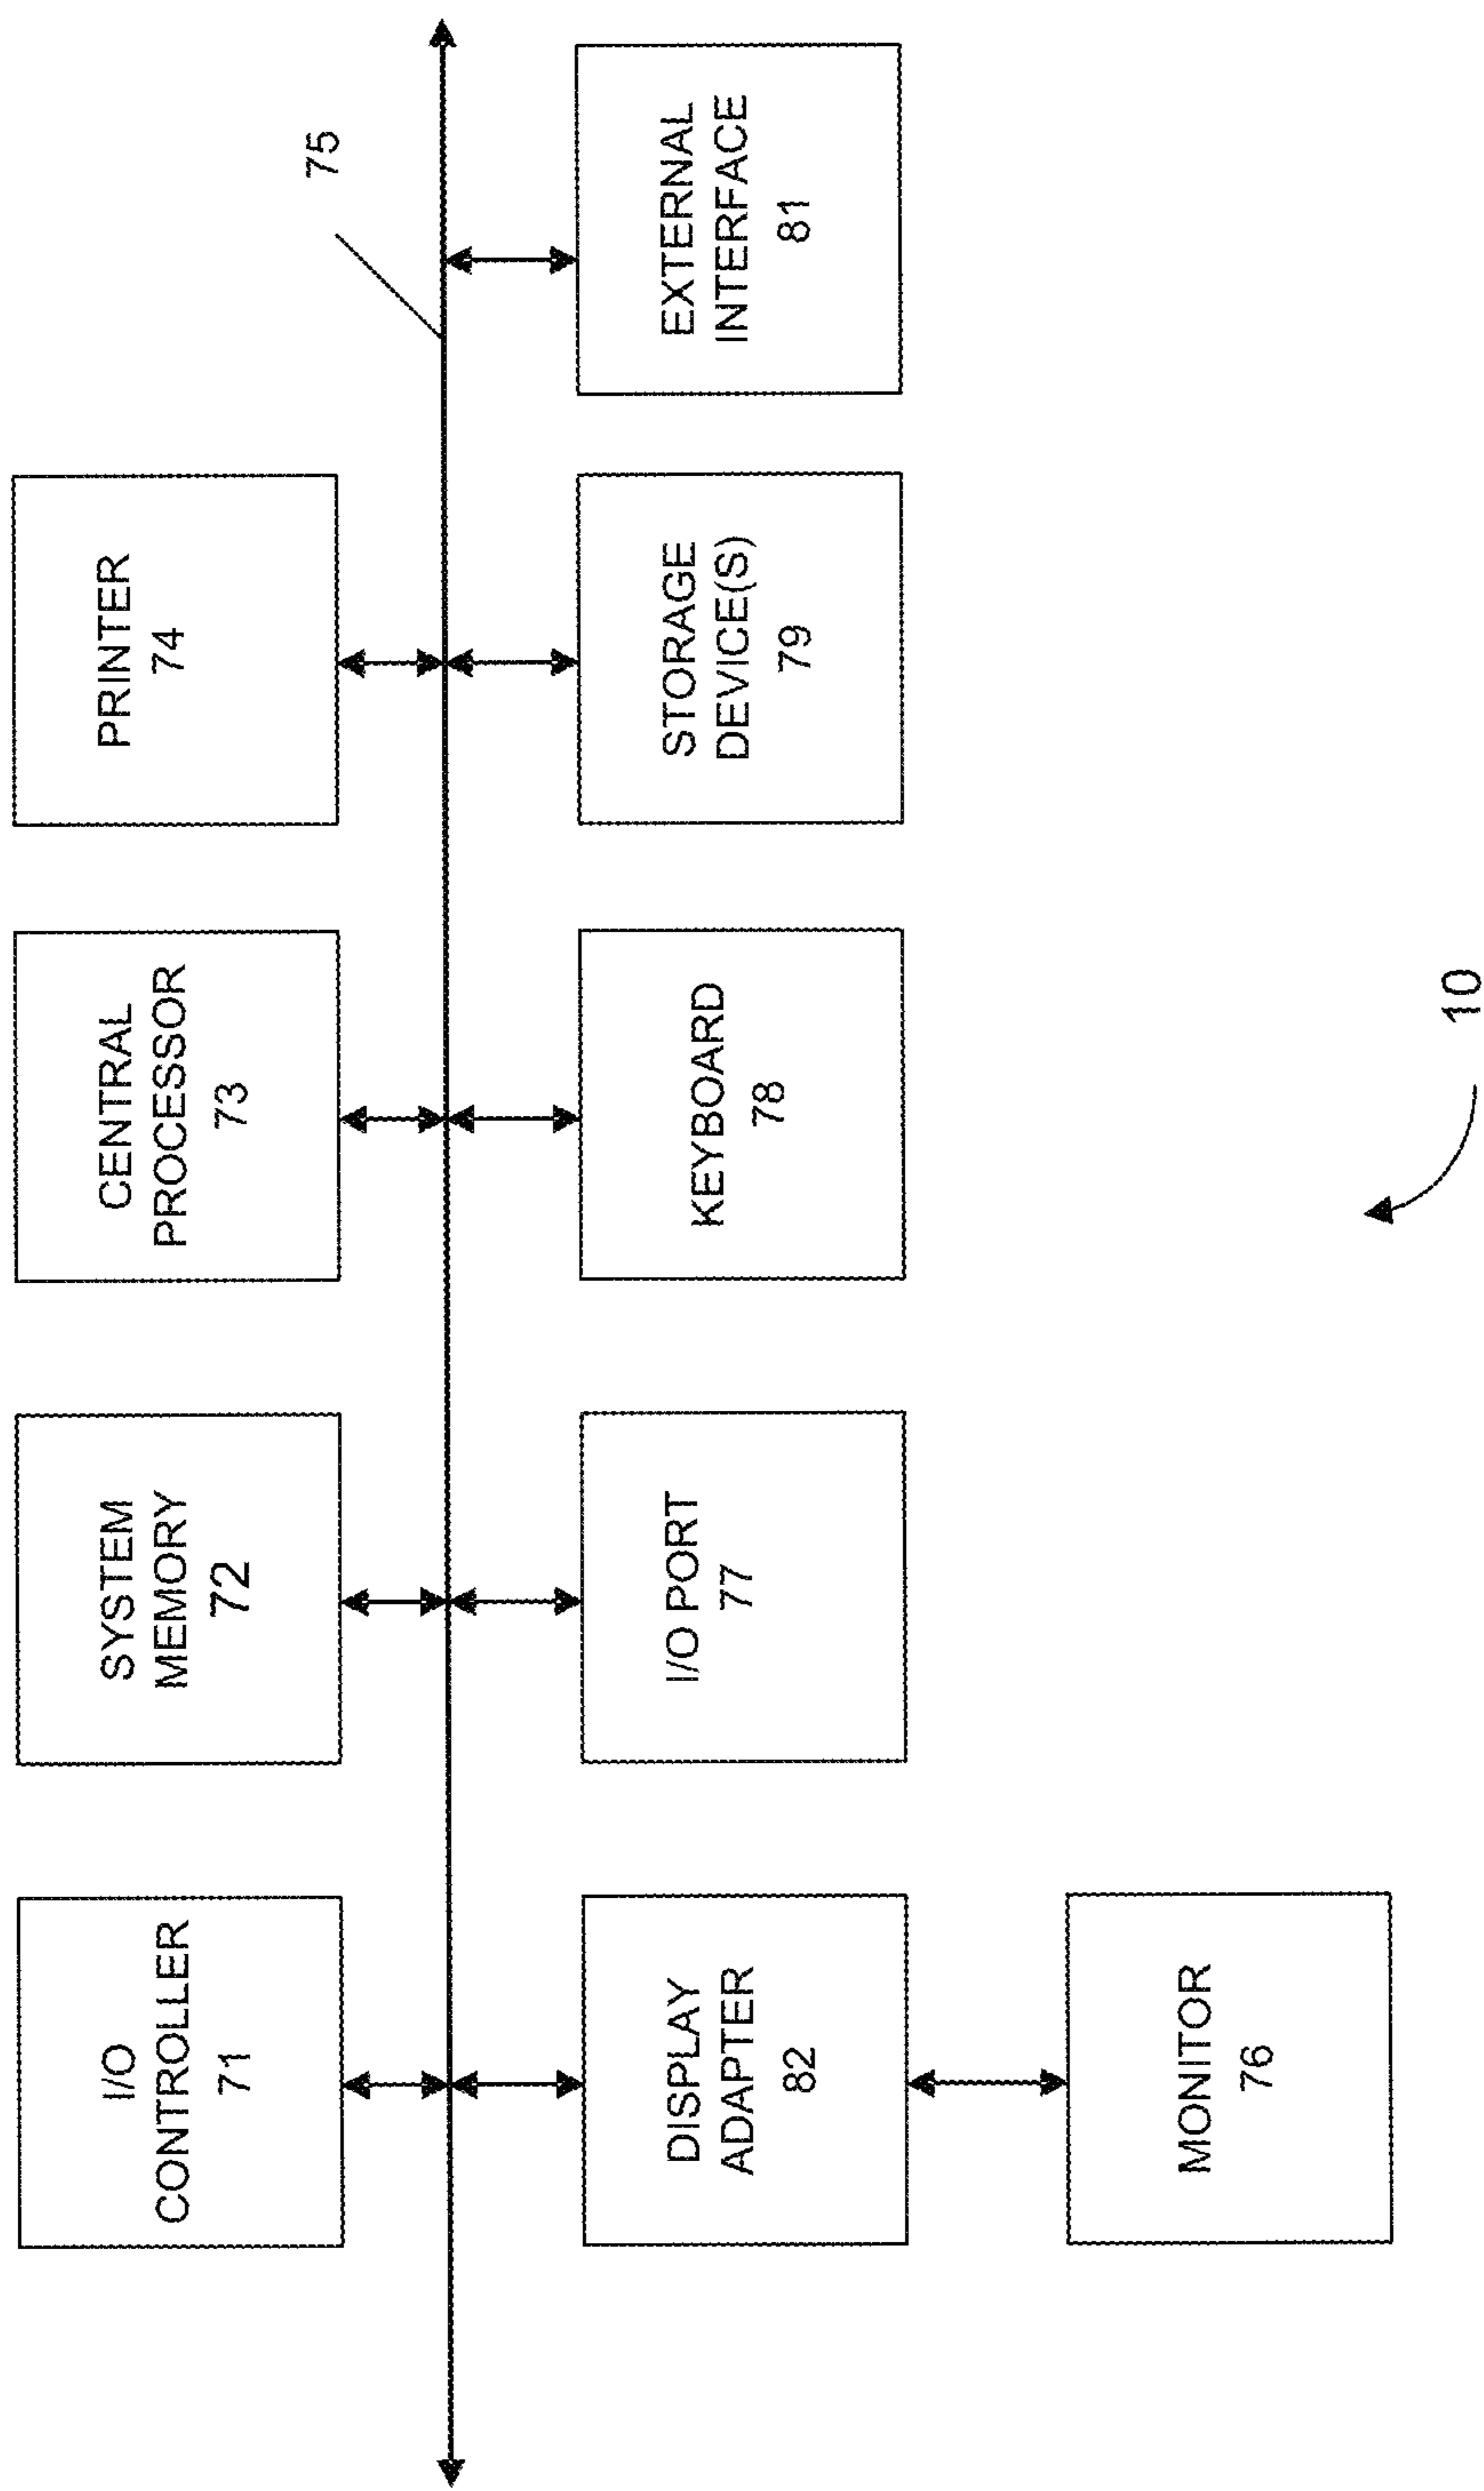 I/O
CONTROLLER
71
SYSTEM
MEMORY
72
CENTRAL
PROCESSOR
73
PRINTER
74
75
DISPLAY
ADAPTER
82
I/O PORT
77
KEYBOARD
78
STORAGE
DEVICE(S)
79
EXTERNAL
INTERFACE
81
MONITOR
76
10